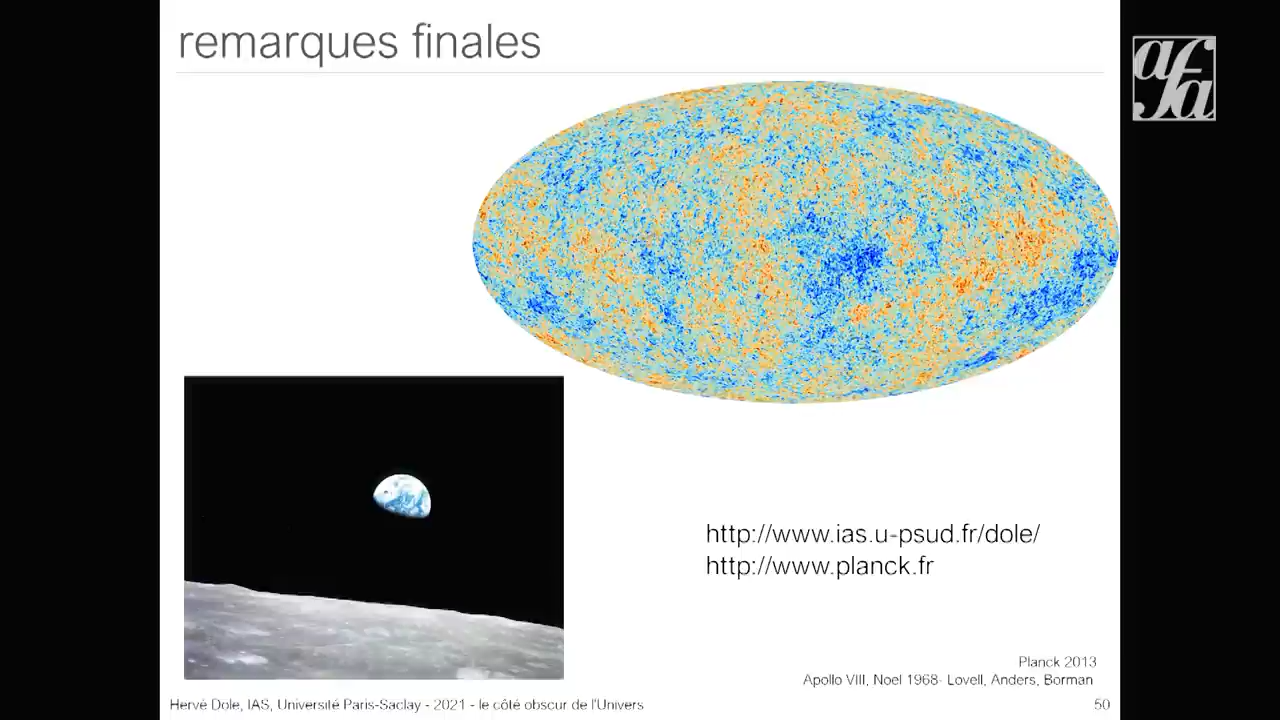 remarques finales
afa
http://www.ias.u-psud.fr/dole/
http://www.planck.fr
Planck 2013
Apollo VIII, Noel 1968- Lovell, Anders, Borman
Hervé Dole, IAS, Université Paris-Saclay - 2021 - le côté obscur de l'Univers
50